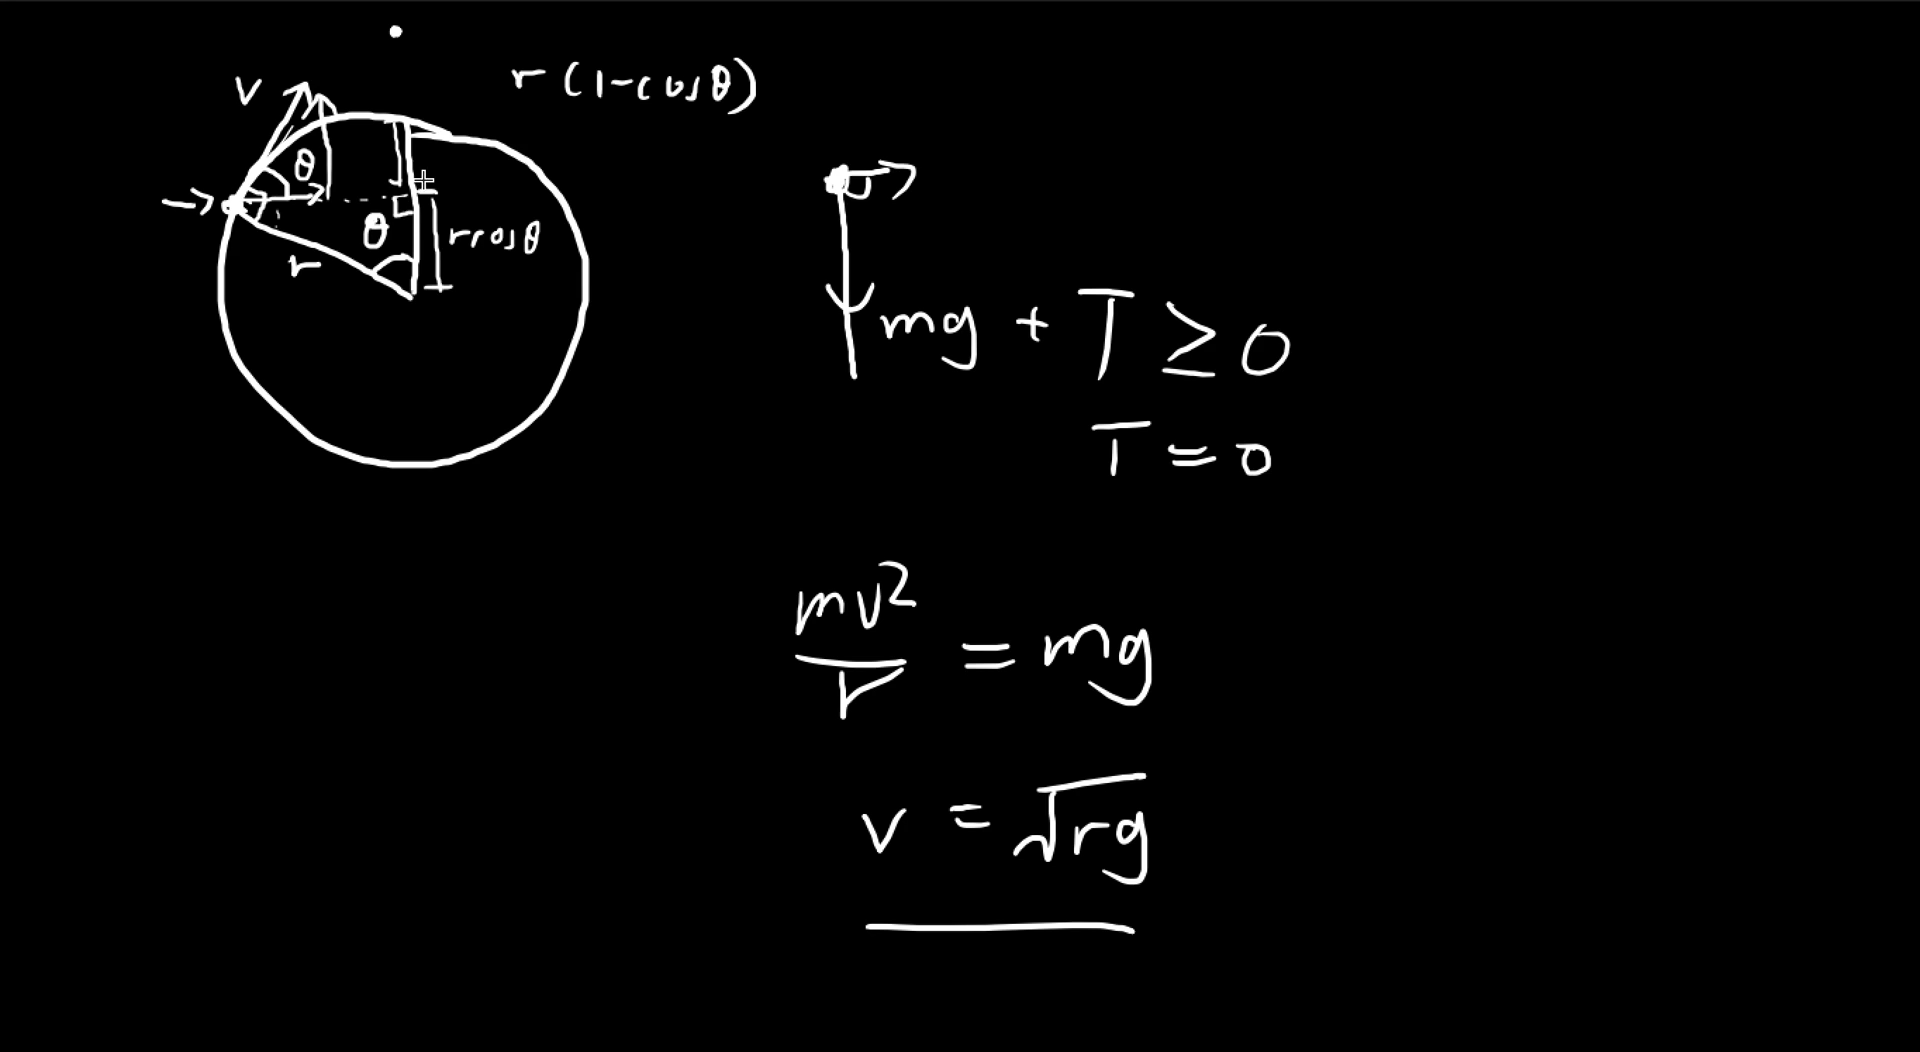 r(1-cosθ)
v
θ
θ
r
rcosθ
mg + T ≥ 0
T = 0
mv²/r = mg
v = √rg